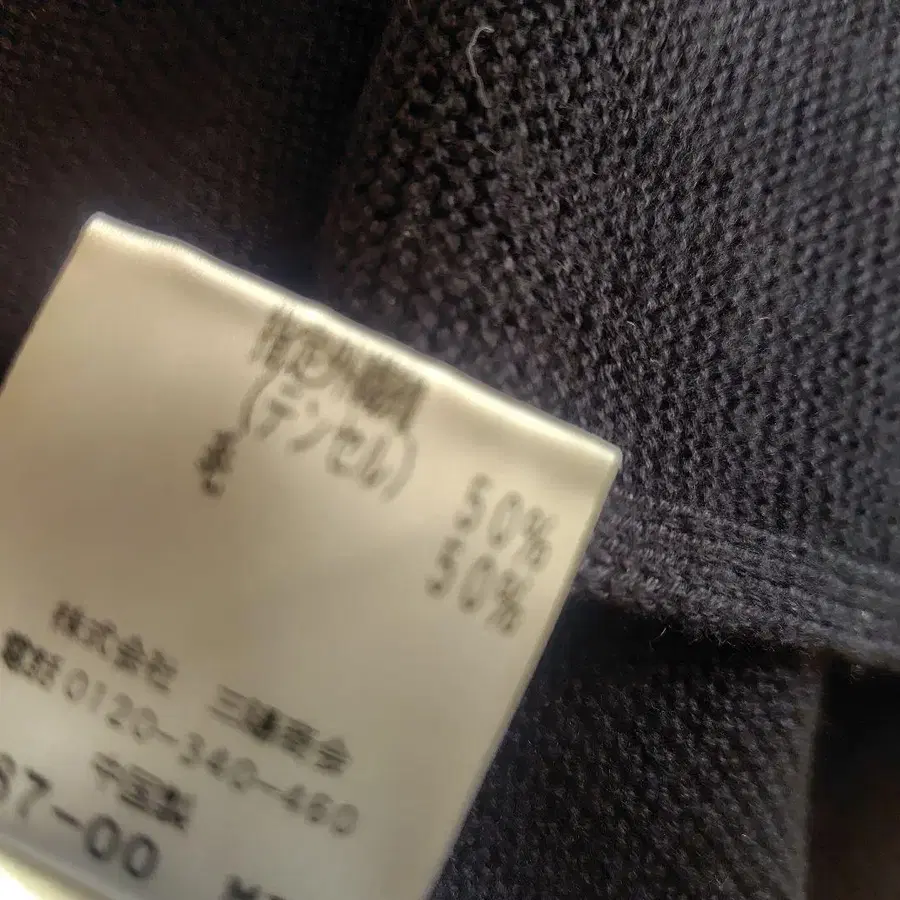 指定外繊維
(テンセル) 50%
毛 50%
株式会社 三陽商会
電話0120-340-460
中国製
87-00